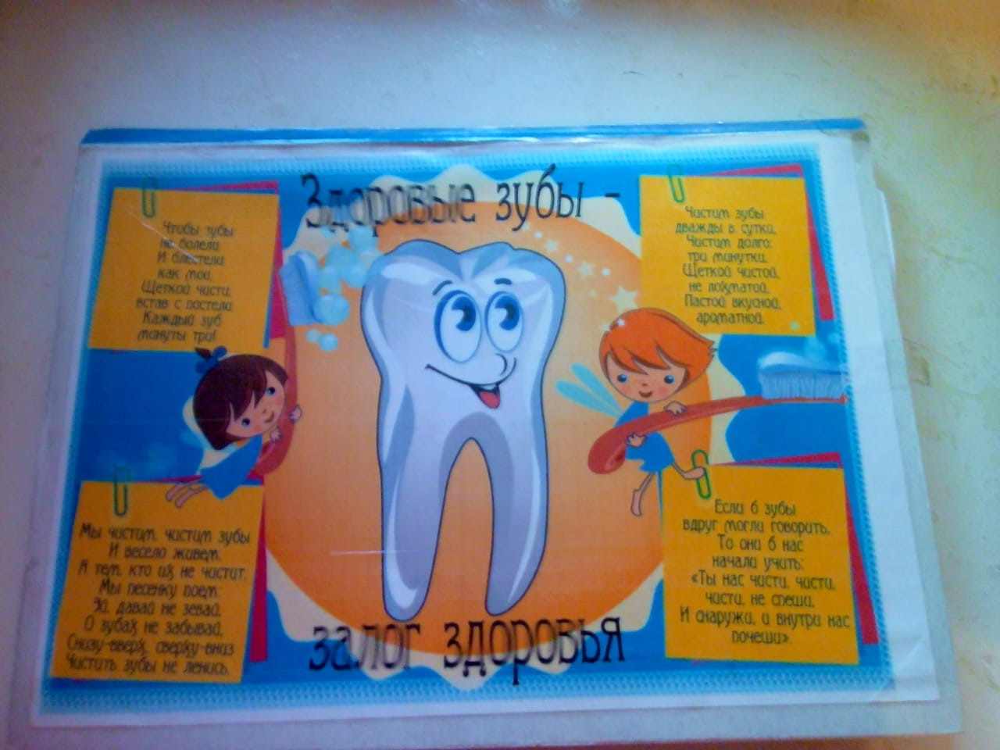 Здоровые зубы -
Чтобы зубы
не болели
И блестели
как мои,
Щеткой чисти,
встав с постели
Каждый зуб
минуты три!
Чистим зубы
дважды в сутки,
Чистим долго:
три минутки,
Щеткой чистой,
не лохматой,
Пастой вкусной,
ароматной.
Мы чистим, чистим зубы
И весело живем,
А тем, кто их не чистит,
Мы песенку поем:
Эй, давай не зевай,
О зубах не забывай,
Снизу-вверх, сверху-вниз
Чистить зубы не ленись.
Если б зубы
вдруг могли говорить,
То они б нас
начали учить:
«Ты нас чисти, чисти,
чисти, не спеши,
И снаружи, и внутри нас
почеши».
залог здоровья